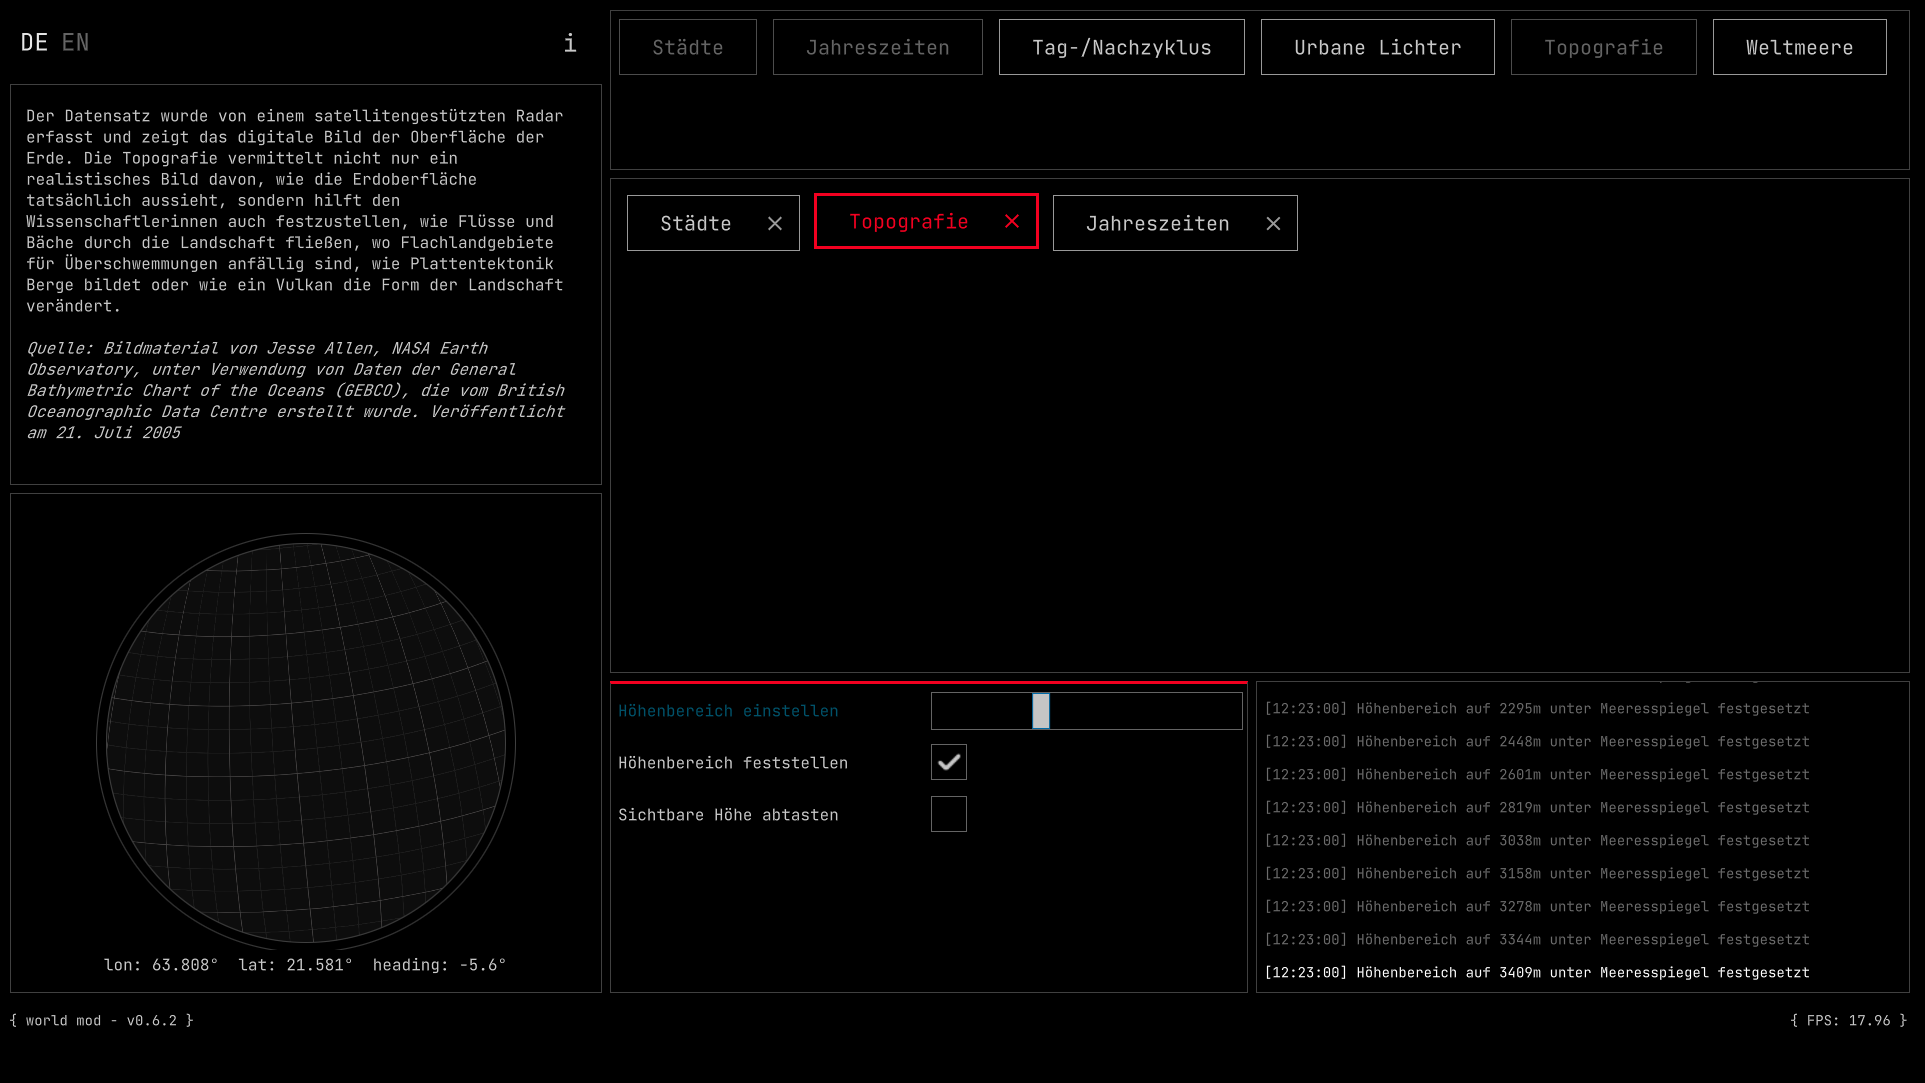 DE EN i
Städte Jahreszeiten Tag-/Nachzyklus Urbane Lichter Topografie Weltmeere
Der Datensatz wurde von einem satellitengestützten Radar
erfasst und zeigt das digitale Bild der Oberfläche der
Erde. Die Topografie vermittelt nicht nur ein
realistisches Bild davon, wie die Erdoberfläche
tatsächlich aussieht, sondern hilft den
Wissenschaftlerinnen auch festzustellen, wie Flüsse und
Bäche durch die Landschaft fließen, wo Flachlandgebiete
für Überschwemmungen anfällig sind, wie Plattentektonik
Berge bildet oder wie ein Vulkan die Form der Landschaft
verändert.
Quelle: Bildmaterial von Jesse Allen, NASA Earth
Observatory, unter Verwendung von Daten der General
Bathymetric Chart of the Oceans (GEBCO), die vom British
Oceanographic Data Centre erstellt wurde. Veröffentlicht
am 21. Juli 2005
Städte Topografie Jahreszeiten
lon: 63.808° lat: 21.581° heading: -5.6°
Höhenbereich einstellen
Höhenbereich feststellen
Sichtbare Höhe abtasten
[12:23:00] Höhenbereich auf 2295m unter Meeresspiegel festgesetzt
[12:23:00] Höhenbereich auf 2448m unter Meeresspiegel festgesetzt
[12:23:00] Höhenbereich auf 2601m unter Meeresspiegel festgesetzt
[12:23:00] Höhenbereich auf 2819m unter Meeresspiegel festgesetzt
[12:23:00] Höhenbereich auf 3038m unter Meeresspiegel festgesetzt
[12:23:00] Höhenbereich auf 3158m unter Meeresspiegel festgesetzt
[12:23:00] Höhenbereich auf 3278m unter Meeresspiegel festgesetzt
[12:23:00] Höhenbereich auf 3344m unter Meeresspiegel festgesetzt
[12:23:00] Höhenbereich auf 3409m unter Meeresspiegel festgesetzt
{ world mod - v0.6.2 }
{ FPS: 17.96 }